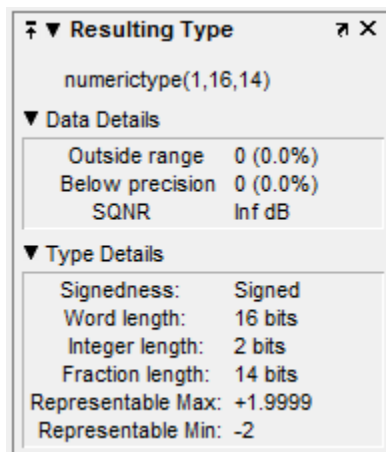 Resulting Type
numerictype(1,16,14)
Data Details
Outside range 0 (0.0%)
Below precision 0 (0.0%)
SQNR Inf dB
Type Details
Signedness: Signed
Word length: 16 bits
Integer length: 2 bits
Fraction length: 14 bits
Representable Max: +1.9999
Representable Min: -2